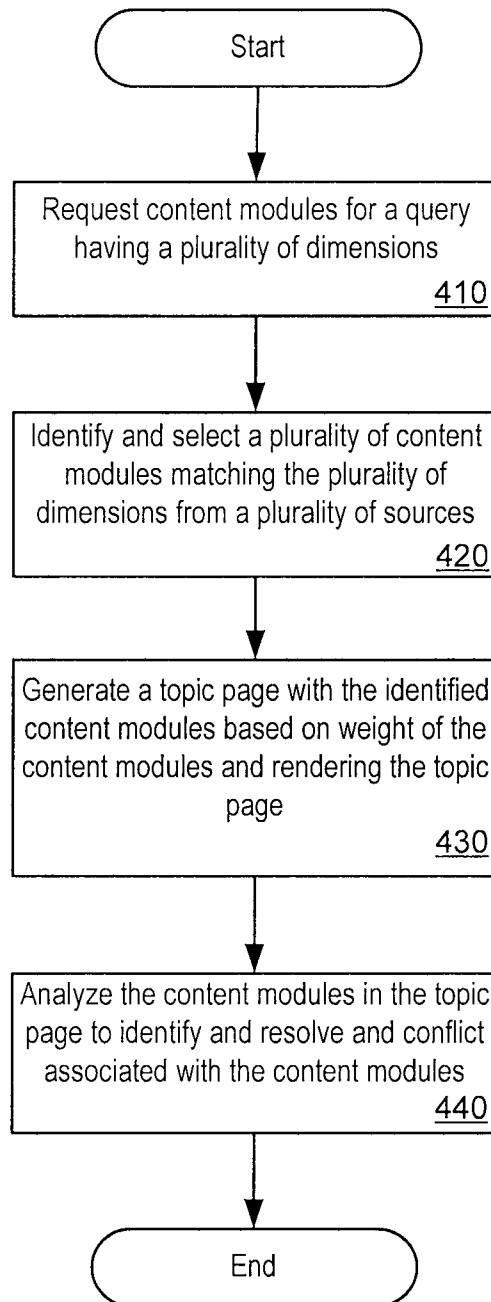 Start
Request content modules for a query
having a plurality of dimensions
410
Identify and select a plurality of content
modules matching the plurality of
dimensions from a plurality of sources
420
Generate a topic page with the identified
content modules based on weight of the
content modules and rendering the topic
page
430
Analyze the content modules in the topic
page to identify and resolve and conflict
associated with the content modules
440
End